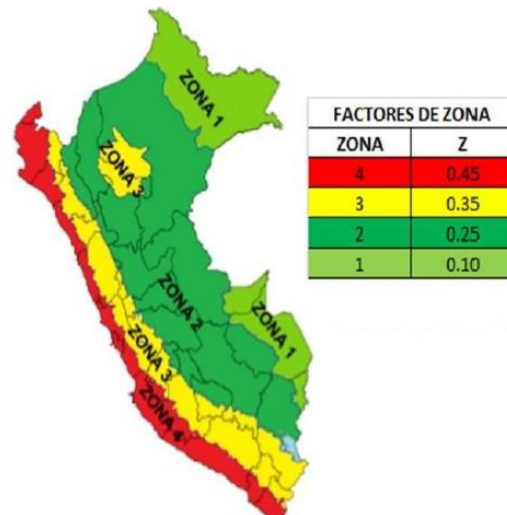 ZONA 1
ZONA 3
ZONA 2
ZONA 1
ZONA 3
ZONA 4
FACTORES DE ZONA
ZONA Z
4 0.45
3 0.35
2 0.25
1 0.10